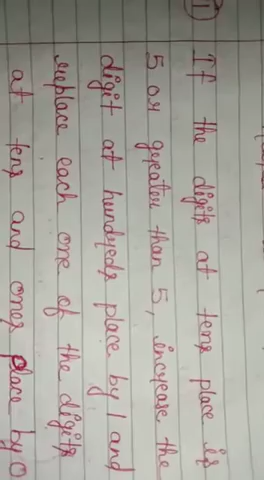 11
If the digits at tens place is
5 or greater than 5, increase the
digit at hundreds place by 1 and
replace each one of the digits
at tens and ones place by 0